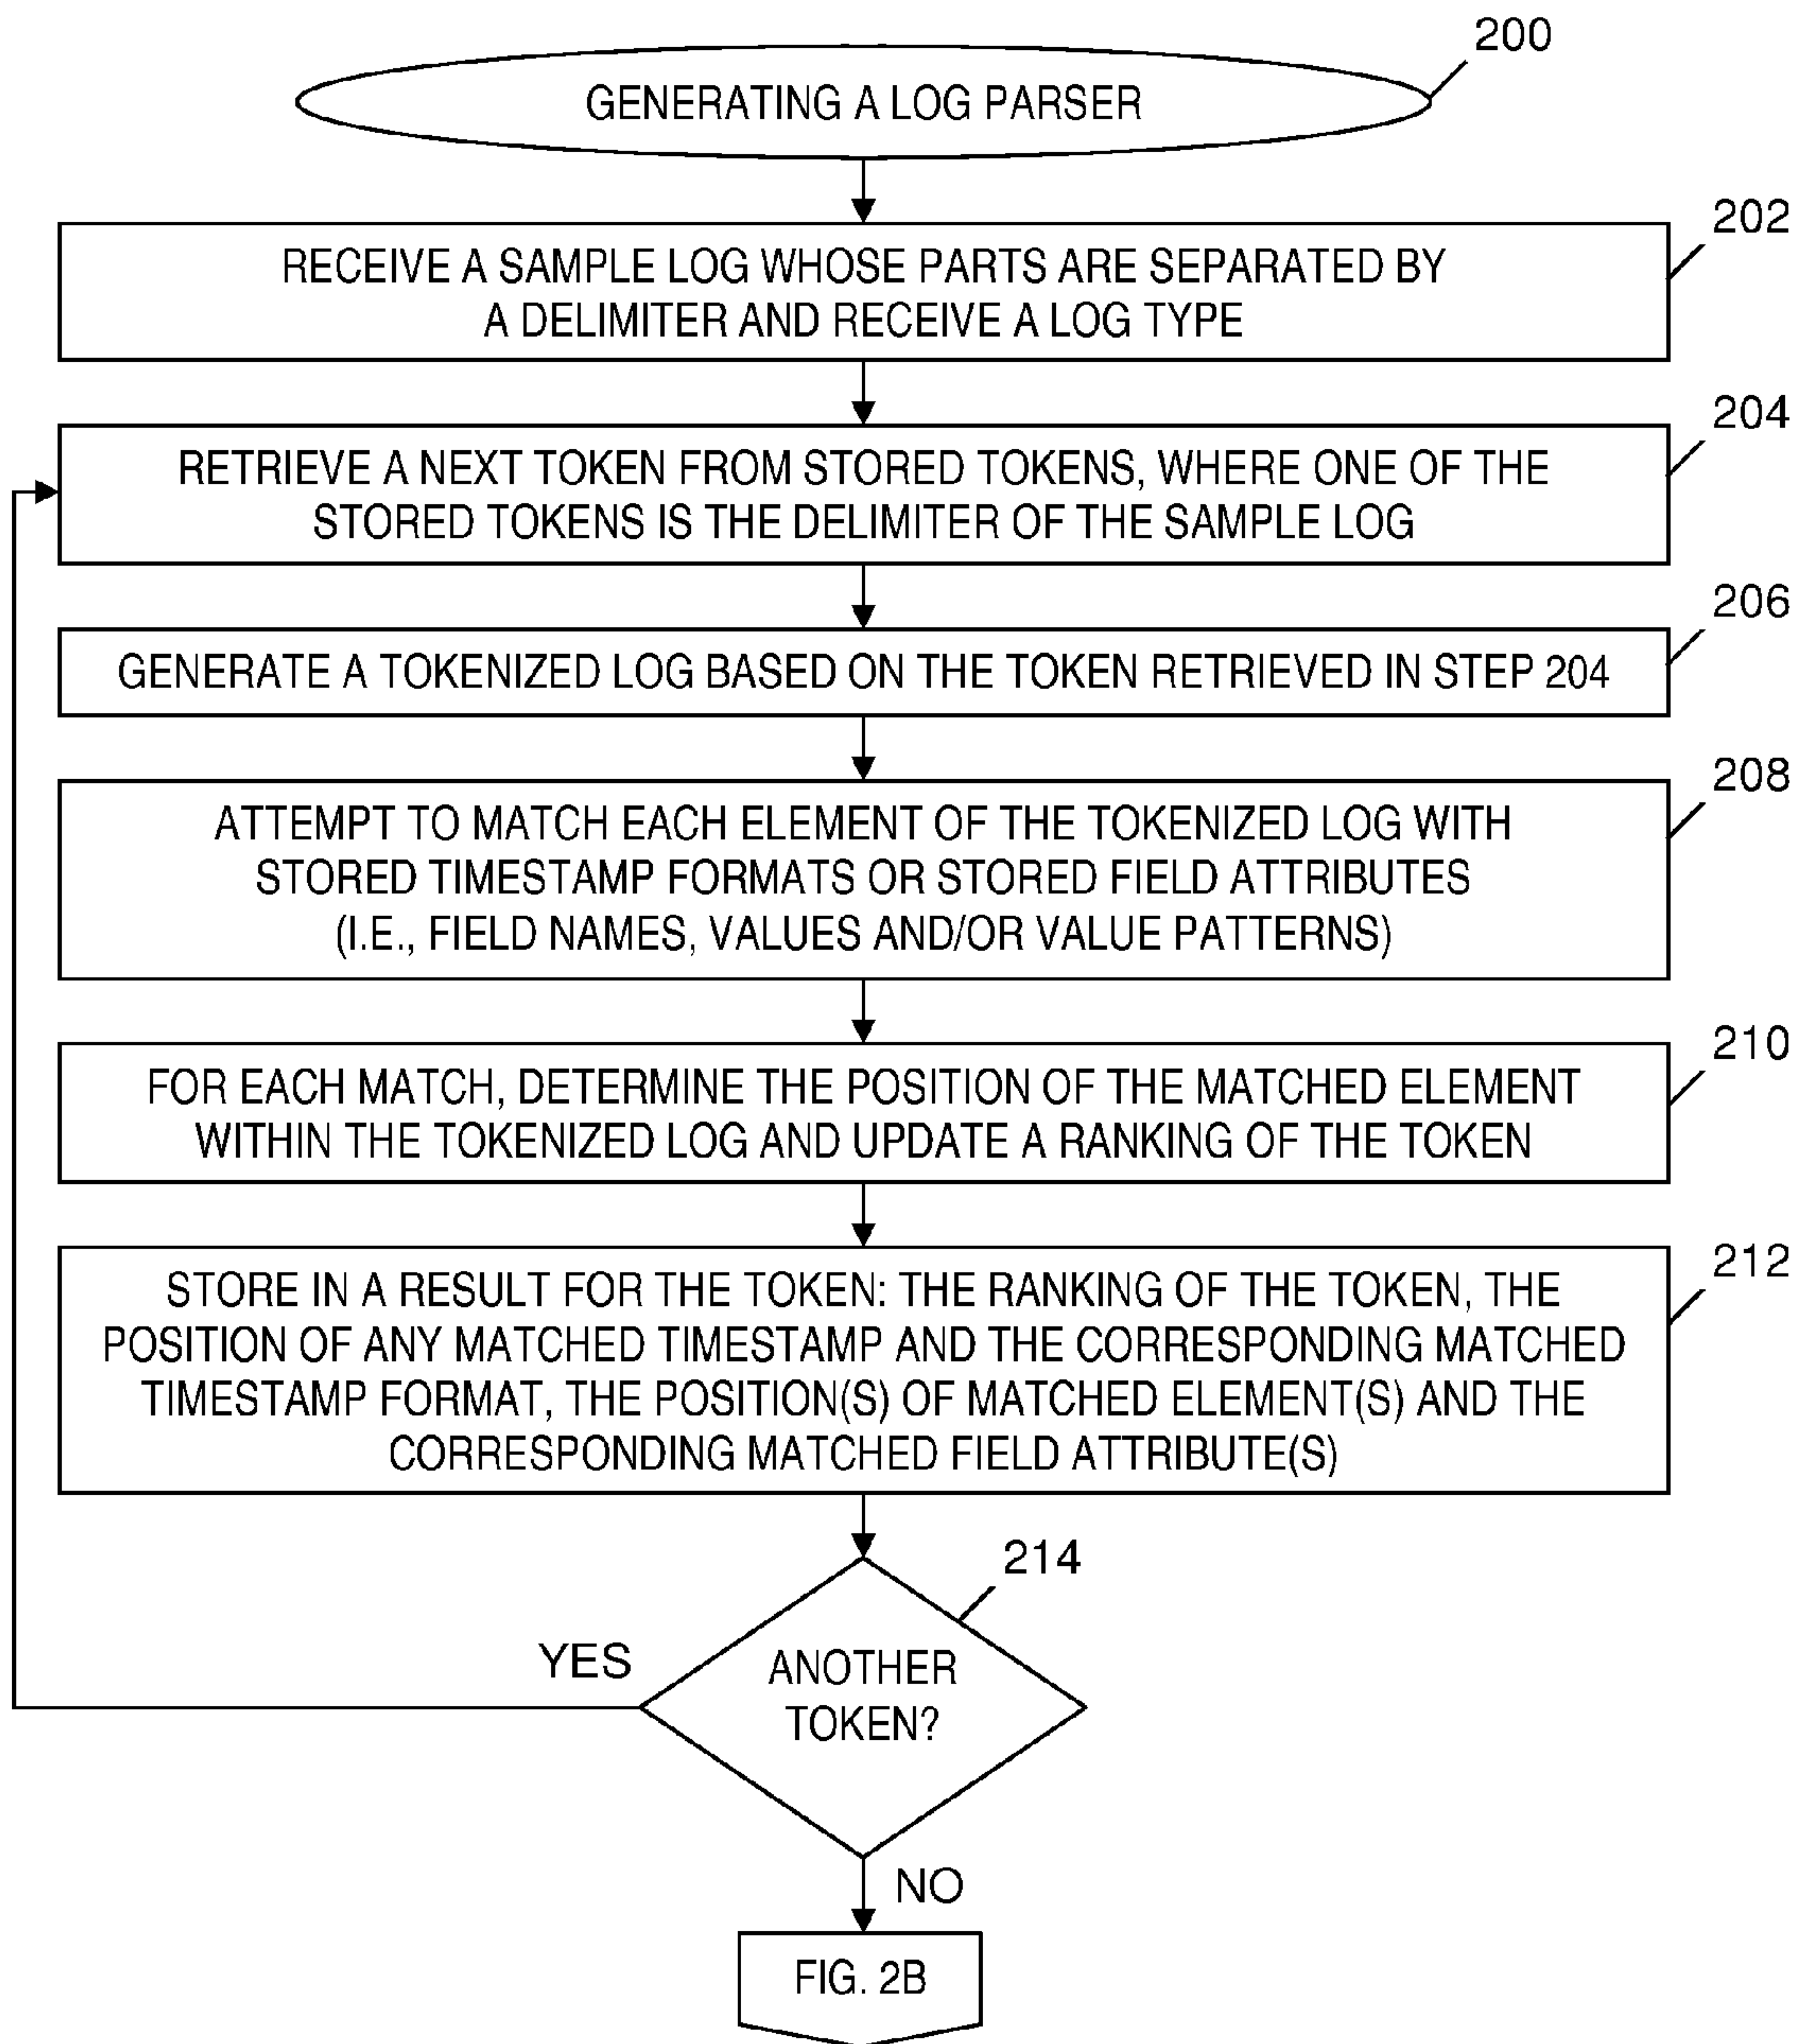 200
GENERATING A LOG PARSER
202
RECEIVE A SAMPLE LOG WHOSE PARTS ARE SEPARATED BY
A DELIMITER AND RECEIVE A LOG TYPE
204
RETRIEVE A NEXT TOKEN FROM STORED TOKENS, WHERE ONE OF THE
STORED TOKENS IS THE DELIMITER OF THE SAMPLE LOG
206
GENERATE A TOKENIZED LOG BASED ON THE TOKEN RETRIEVED IN STEP 204
208
ATTEMPT TO MATCH EACH ELEMENT OF THE TOKENIZED LOG WITH
STORED TIMESTAMP FORMATS OR STORED FIELD ATTRIBUTES
(I.E., FIELD NAMES, VALUES AND/OR VALUE PATTERNS)
210
FOR EACH MATCH, DETERMINE THE POSITION OF THE MATCHED ELEMENT
WITHIN THE TOKENIZED LOG AND UPDATE A RANKING OF THE TOKEN
212
STORE IN A RESULT FOR THE TOKEN: THE RANKING OF THE TOKEN, THE
POSITION OF ANY MATCHED TIMESTAMP AND THE CORRESPONDING MATCHED
TIMESTAMP FORMAT, THE POSITION(S) OF MATCHED ELEMENT(S) AND THE
CORRESPONDING MATCHED FIELD ATTRIBUTE(S)
214
YES
ANOTHER
TOKEN?
NO
FIG. 2B